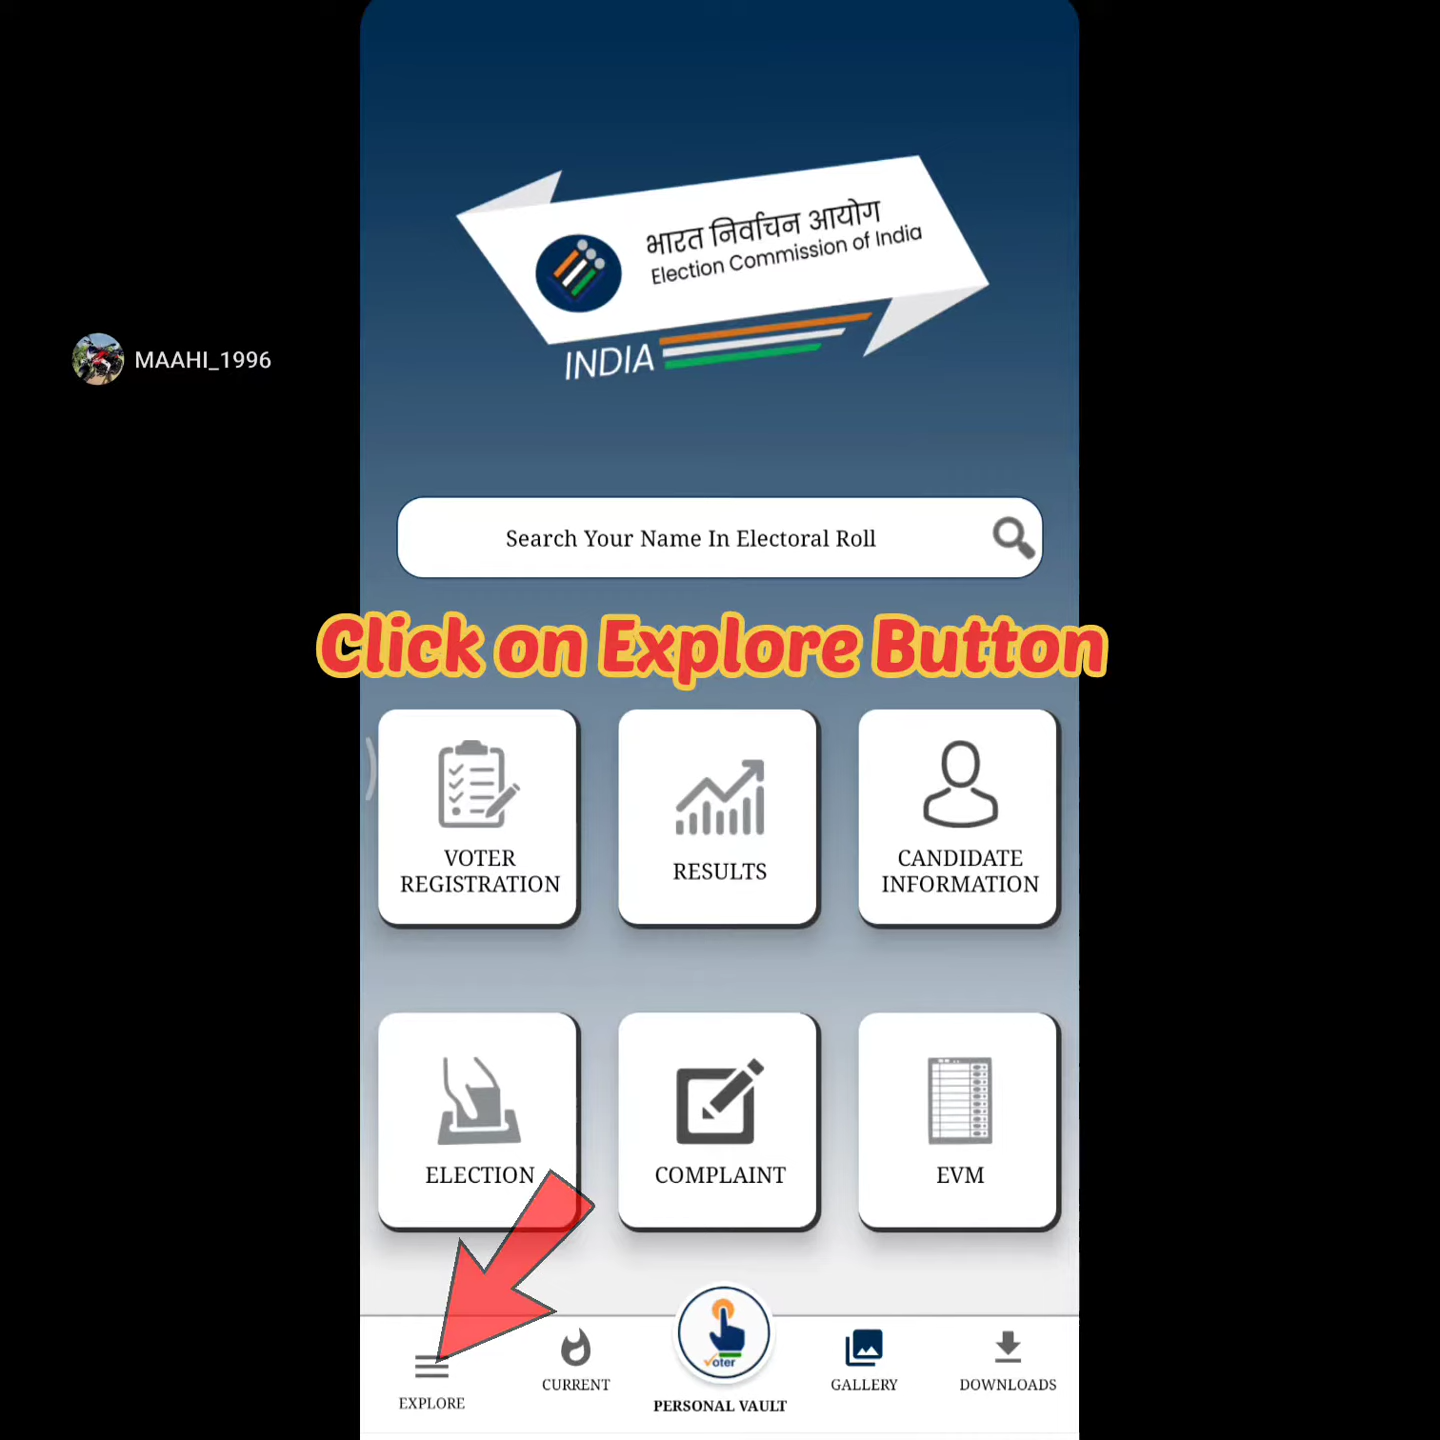 भारत निर्वाचन आयोग
Election Commission of India
INDIA
MAAHI_1996
Search Your Name In Electoral Roll
Click on Explore Button
VOTER
REGISTRATION
RESULTS
CANDIDATE
INFORMATION
ELECTION
COMPLAINT
EVM
Voter
EXPLORE
CURRENT
PERSONAL VAULT
GALLERY
DOWNLOADS